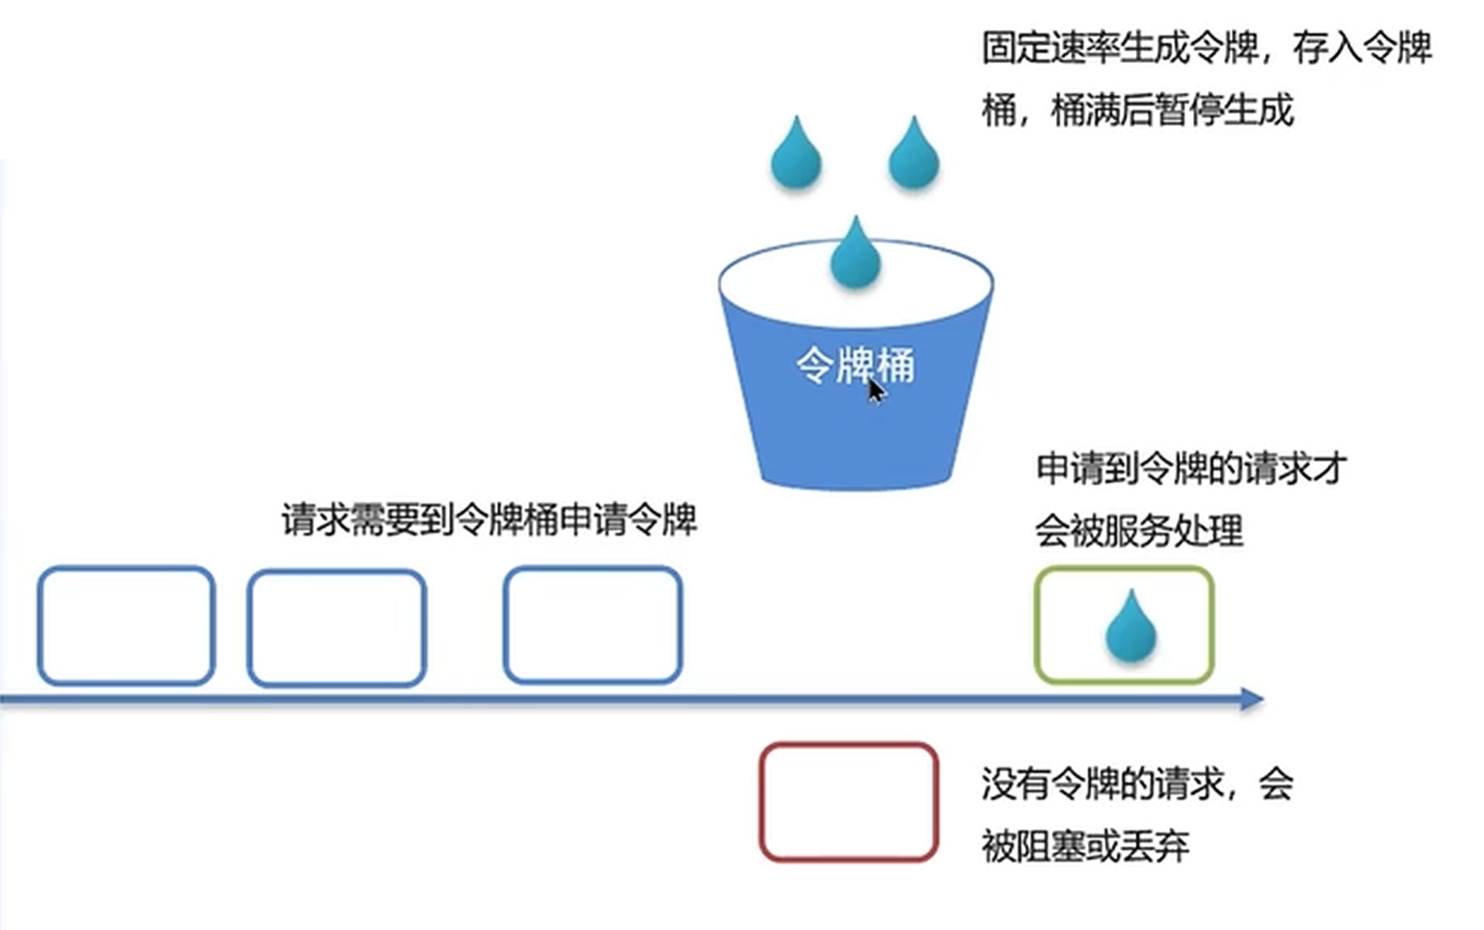 固定速率生成令牌，存入令牌
桶，桶满后暂停生成
令牌桶
申请到令牌的请求才
会被服务处理
请求需要到令牌桶申请令牌
没有令牌的请求，会
被阻塞或丢弃